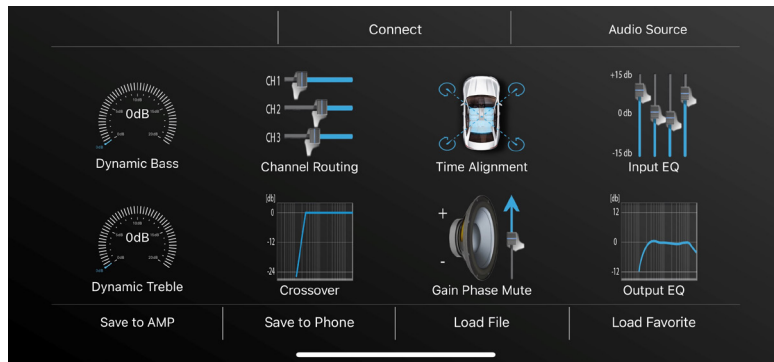 Connect
Audio Source
0dB
Dynamic Bass
CH1
CH2
CH3
Channel Routing
Time Alignment
+15 db
0 db
-15 db
Input EQ
0dB
Dynamic Treble
[db]
0
-12
-24
Crossover
+
-
Gain Phase Mute
[db]
12
0
-12
Output EQ
Save to AMP
Save to Phone
Load File
Load Favorite